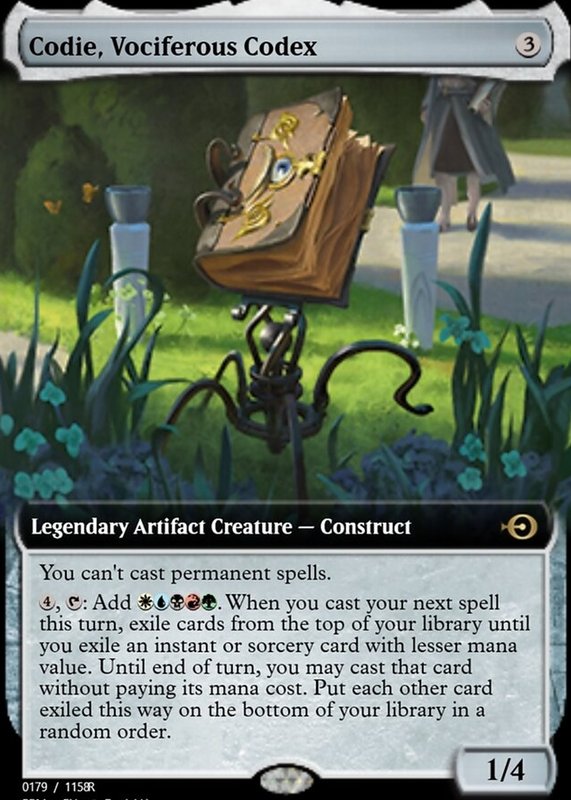 Codie, Vociferous Codex 3
Legendary Artifact Creature — Construct
You can't cast permanent spells.
4, : Add . When you cast your next spell
this turn, exile cards from the top of your library until
you exile an instant or sorcery card with lesser mana
value. Until end of turn, you may cast that card
without paying its mana cost. Put each other card
exiled this way on the bottom of your library in a
random order.
1/4
0179 / 1158R